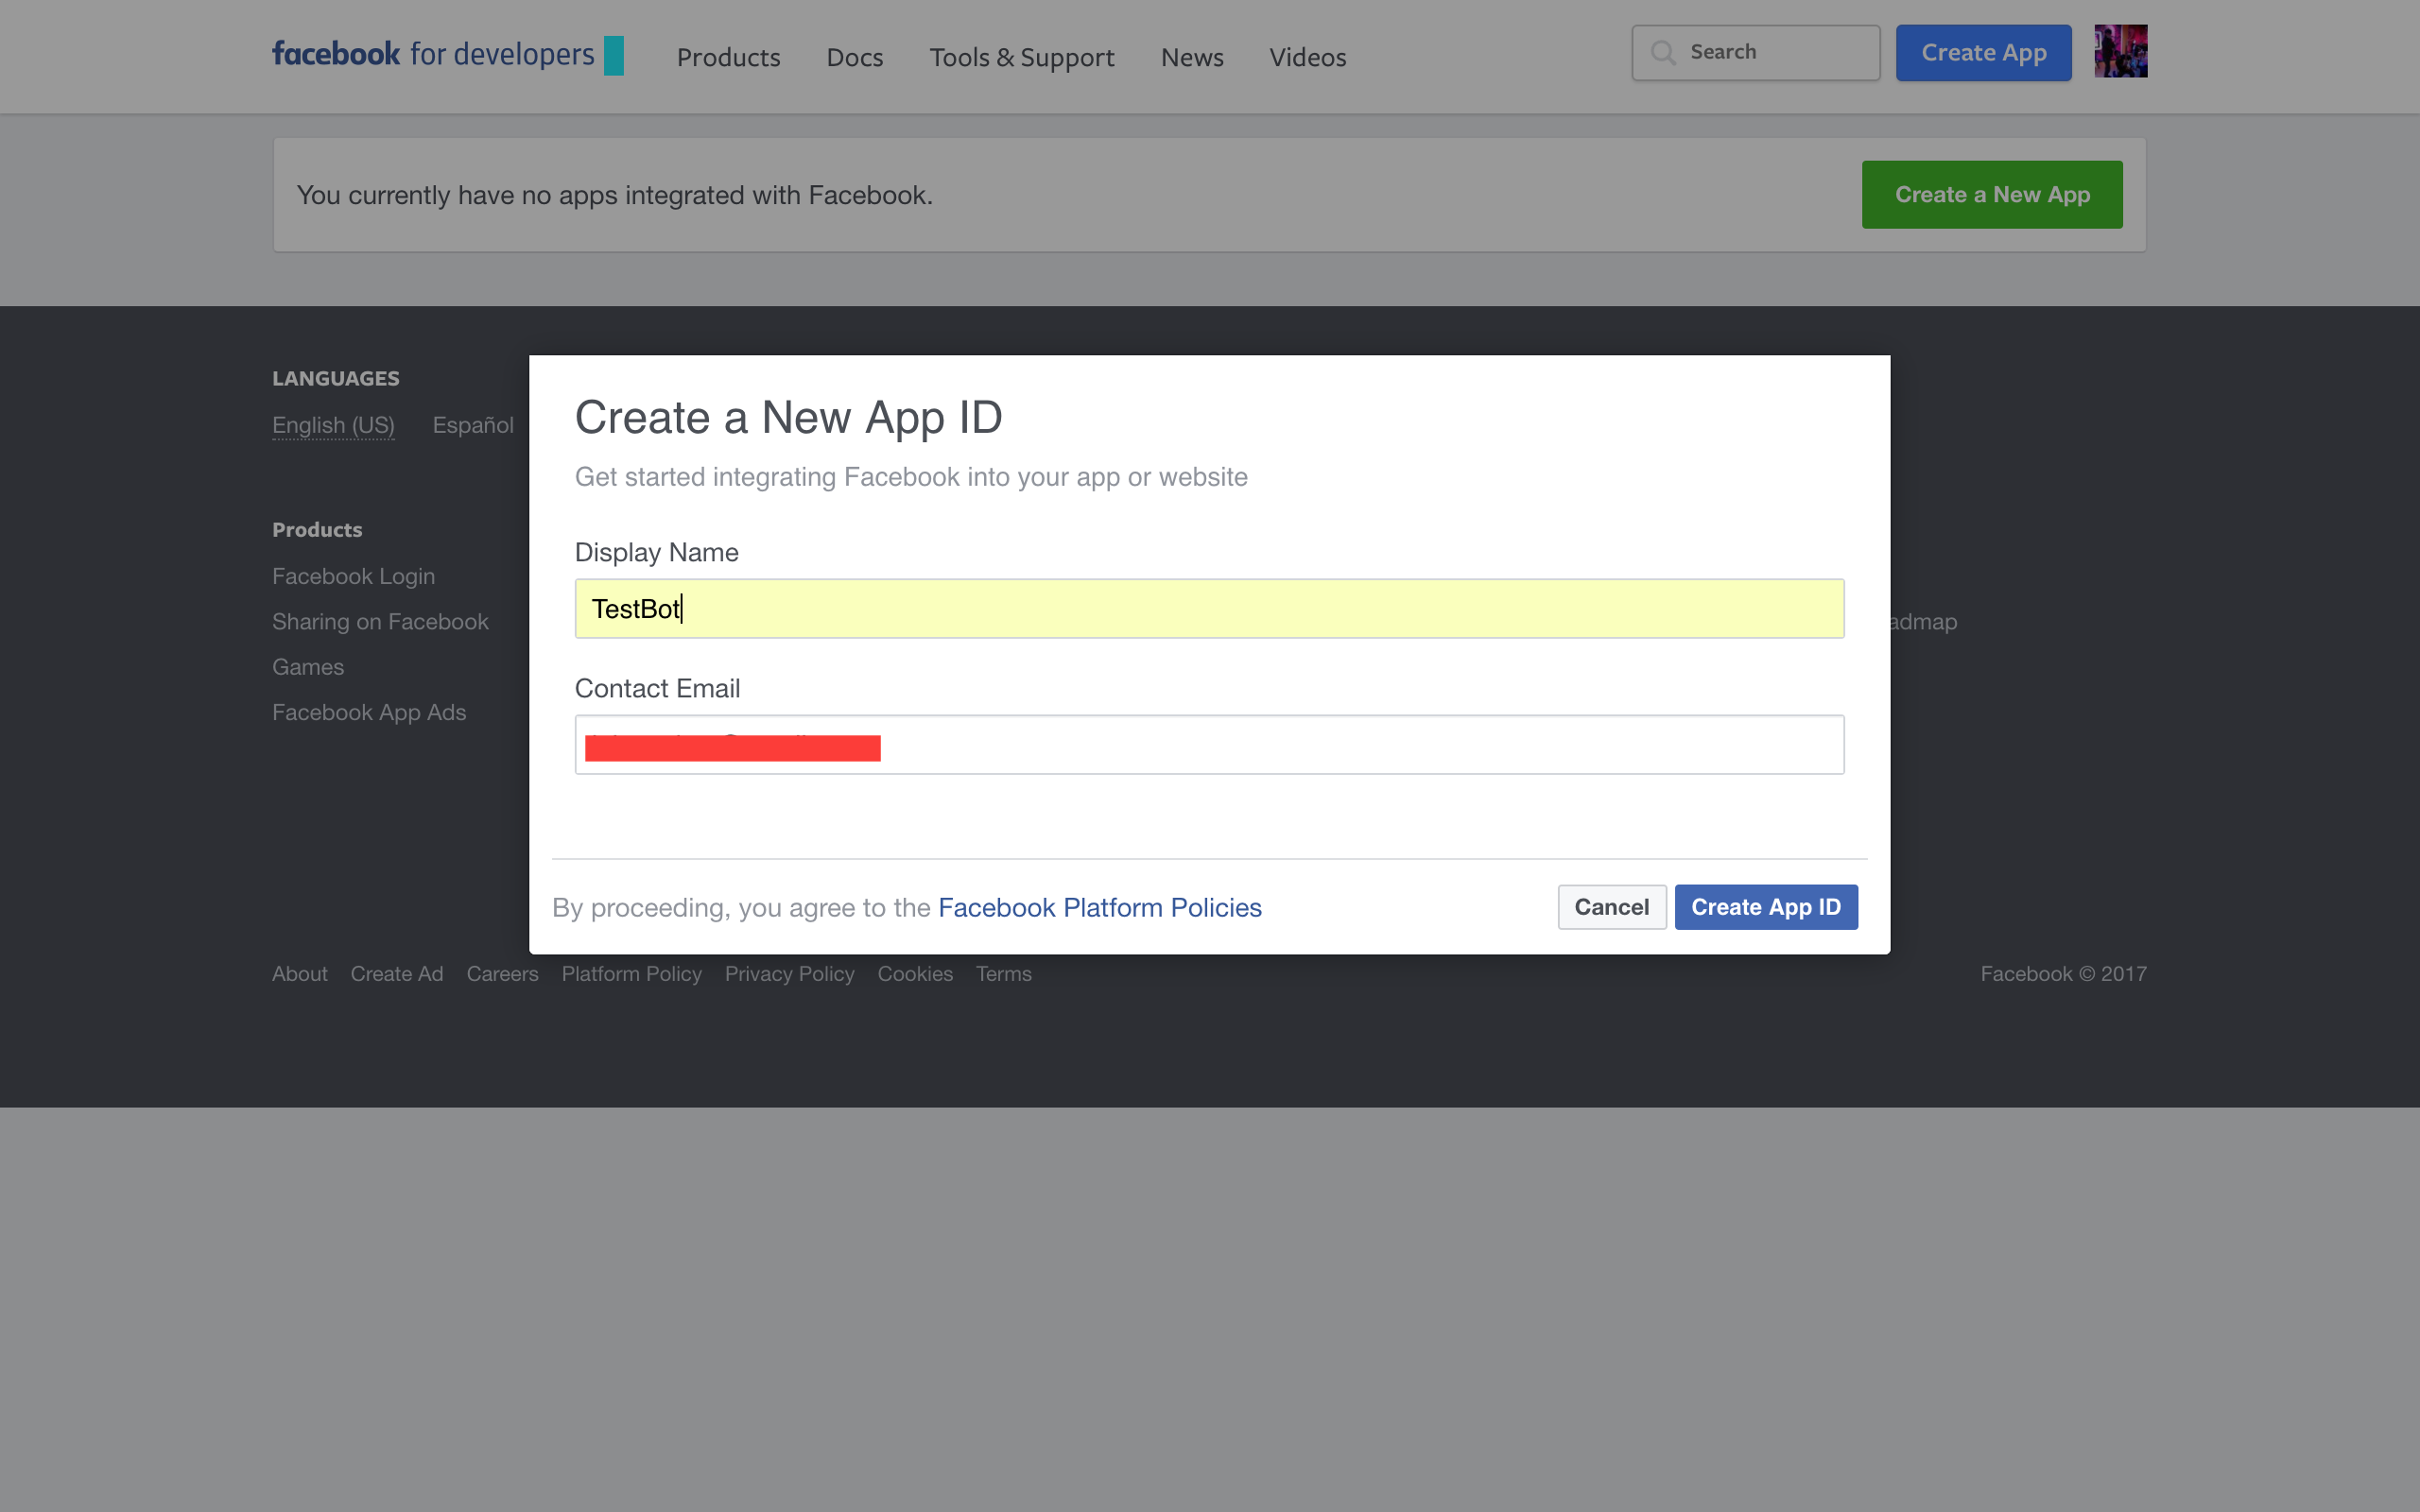 facebook for developers
Products
Docs
Tools & Support
News
Videos
Search
Create App
You currently have no apps integrated with Facebook.
Create a New App
LANGUAGES
English (US)
Español
Products
Facebook Login
Sharing on Facebook
Games
Facebook App Ads
Create a New App ID
Get started integrating Facebook into your app or website
Display Name
TestBot
Contact Email
By proceeding, you agree to the Facebook Platform Policies
Cancel
Create App ID
admap
About
Create Ad
Careers
Platform Policy
Privacy Policy
Cookies
Terms
Facebook © 2017